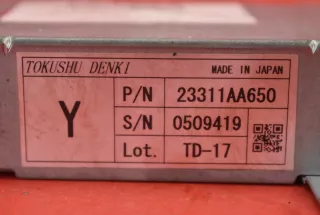 TOKUSHU DENKI MADE IN JAPAN
Y
P/N 23311AA650
S/N 0509419
Lot. TD-17